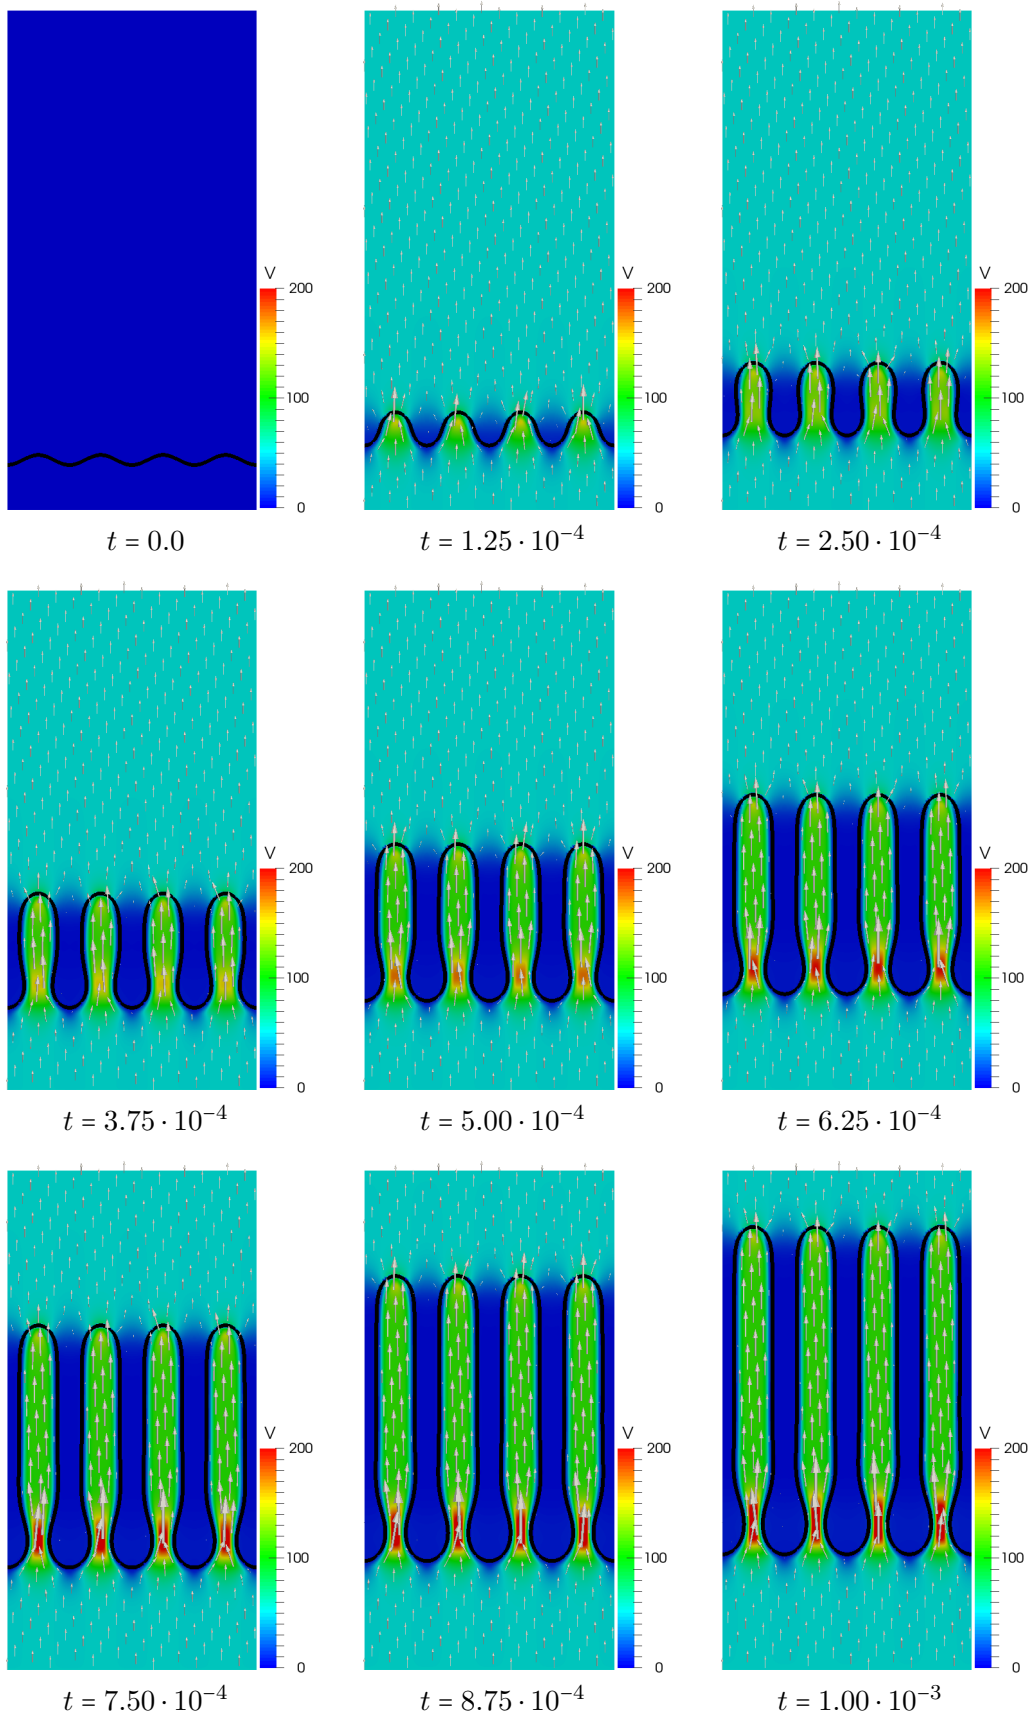 V
200
100
0
V
200
100
0
V
200
100
0
t = 0.0
t = 1.25 · 10⁻⁴
t = 2.50 · 10⁻⁴
V
200
100
0
V
200
100
0
V
200
100
0
t = 3.75 · 10⁻⁴
t = 5.00 · 10⁻⁴
t = 6.25 · 10⁻⁴
V
200
100
0
V
200
100
0
V
200
100
0
t = 7.50 · 10⁻⁴
t = 8.75 · 10⁻⁴
t = 1.00 · 10⁻³